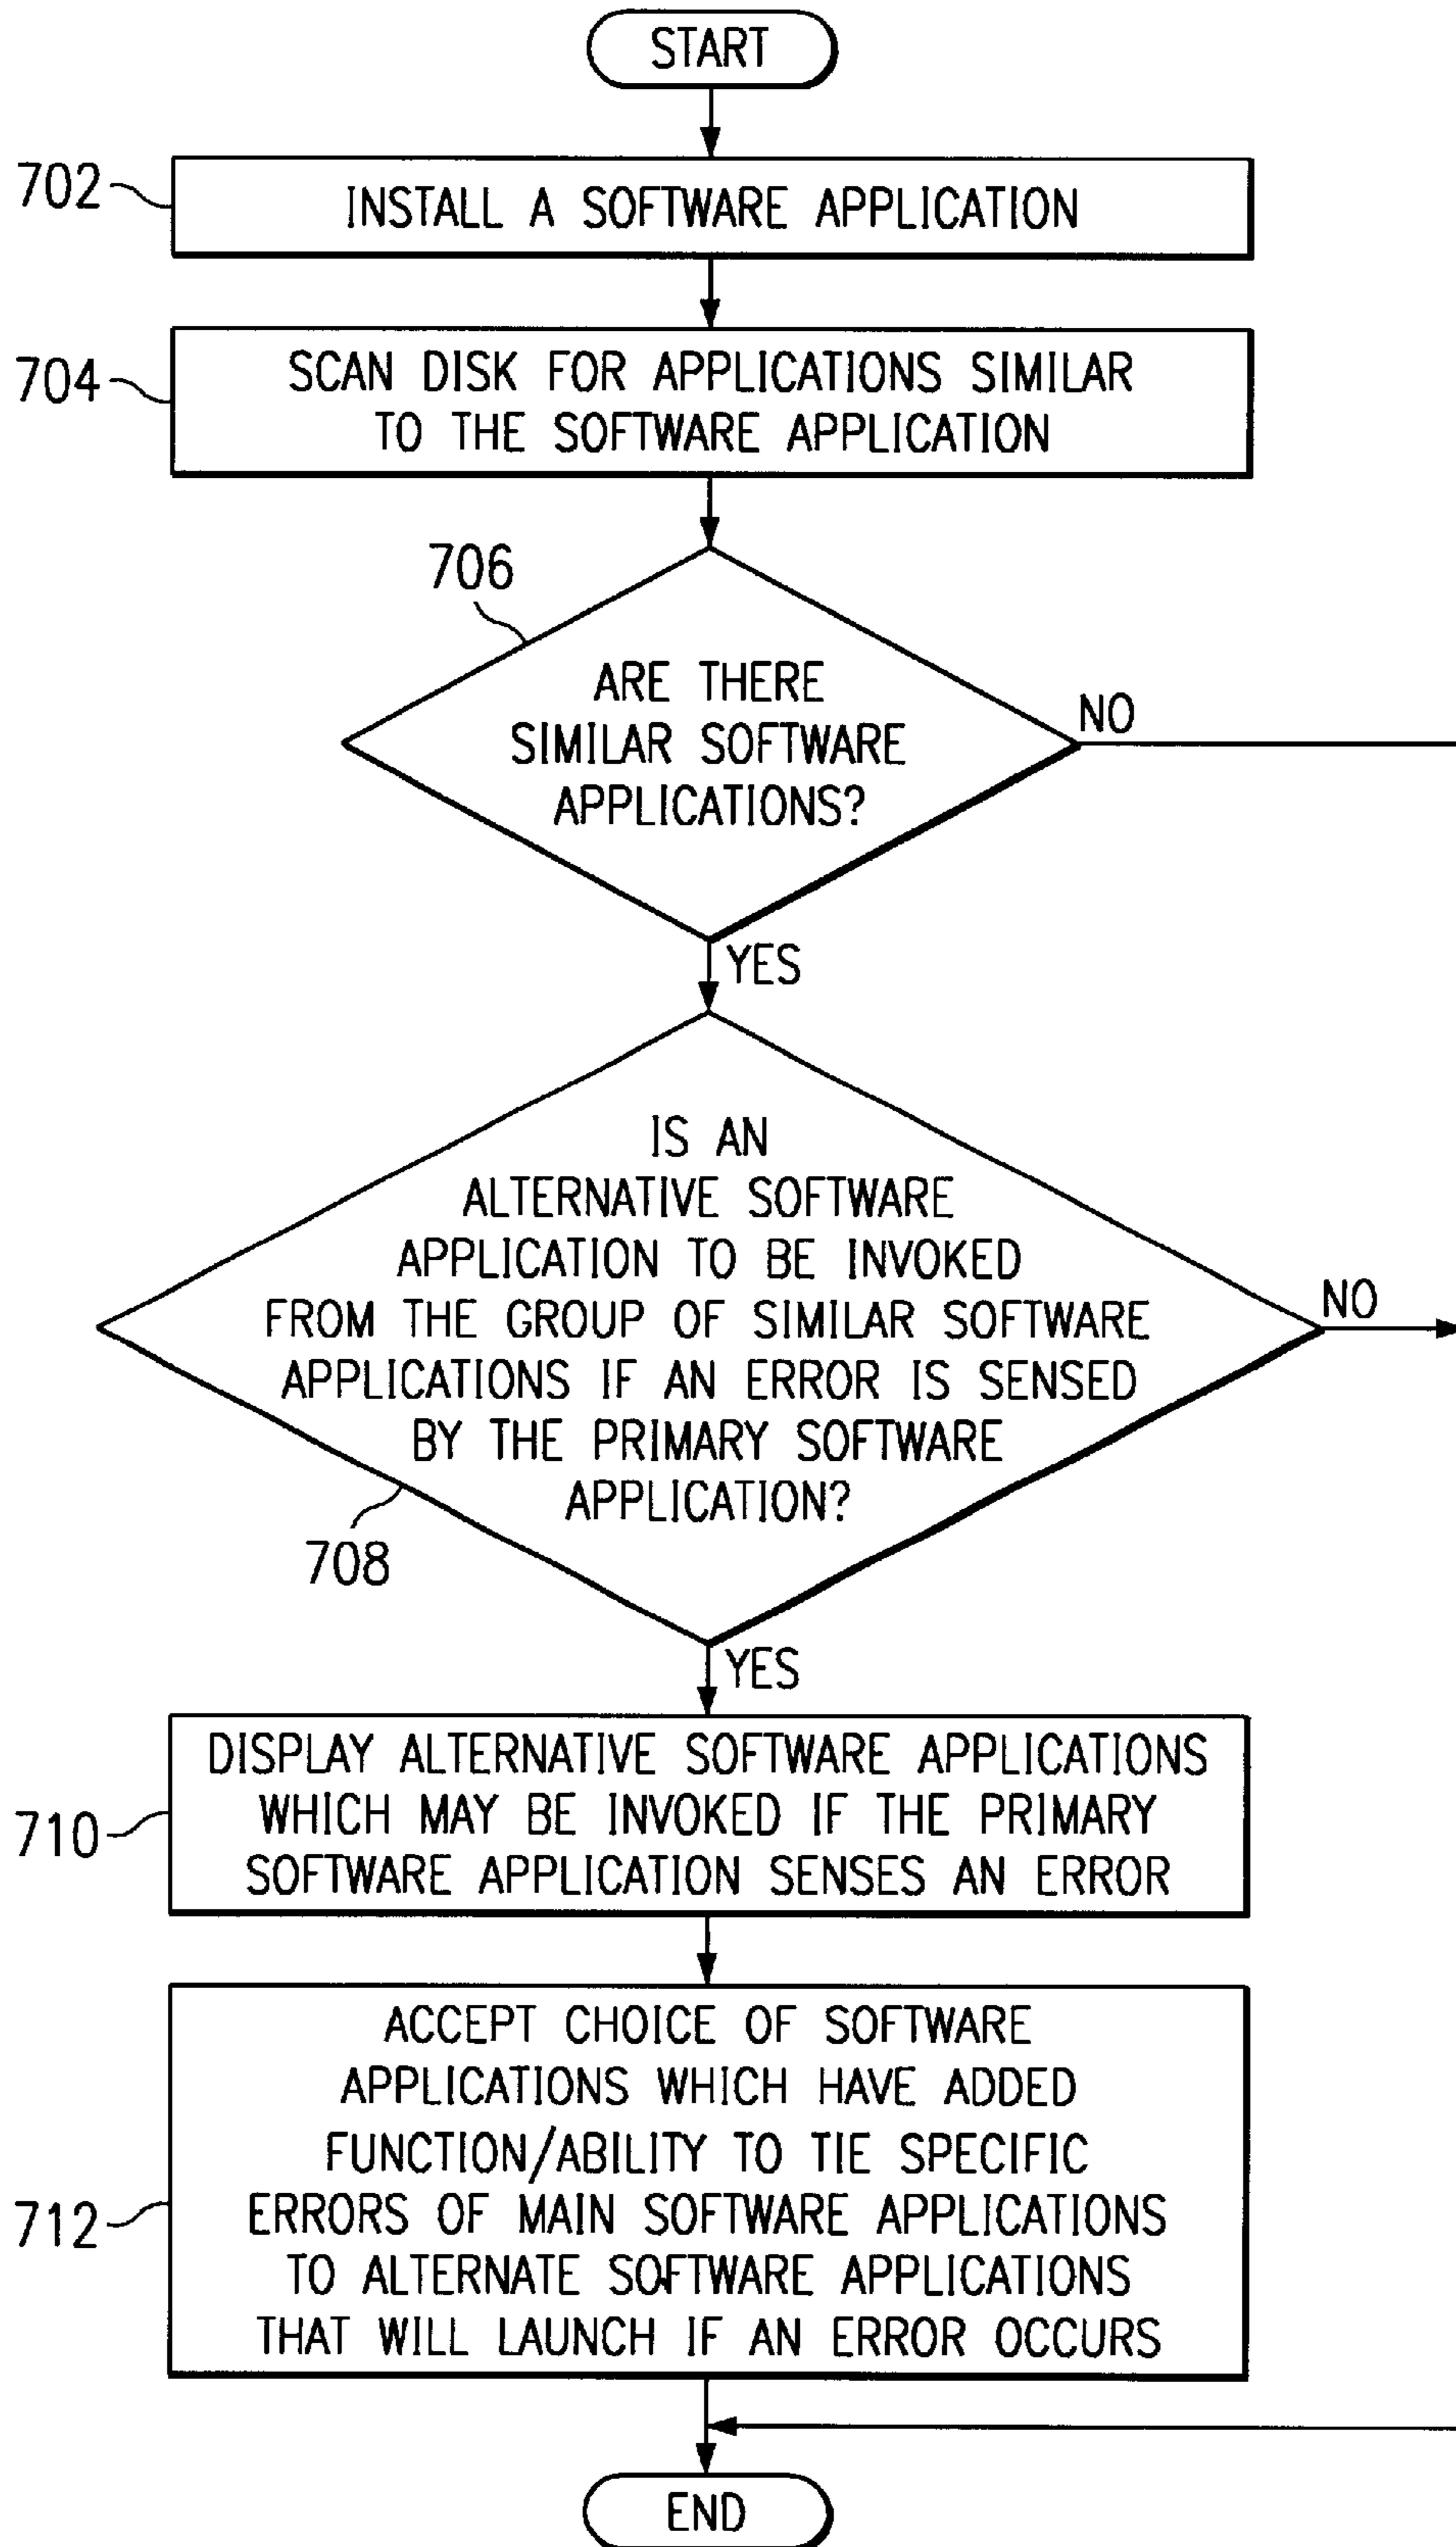 START
702
INSTALL A SOFTWARE APPLICATION
704
SCAN DISK FOR APPLICATIONS SIMILAR
TO THE SOFTWARE APPLICATION
706
ARE THERE
SIMILAR SOFTWARE
APPLICATIONS?
NO
YES
IS AN
ALTERNATIVE SOFTWARE
APPLICATION TO BE INVOKED
FROM THE GROUP OF SIMILAR SOFTWARE
APPLICATIONS IF AN ERROR IS SENSED
BY THE PRIMARY SOFTWARE
APPLICATION?
NO
708
YES
710
DISPLAY ALTERNATIVE SOFTWARE APPLICATIONS
WHICH MAY BE INVOKED IF THE PRIMARY
SOFTWARE APPLICATION SENSES AN ERROR
712
ACCEPT CHOICE OF SOFTWARE
APPLICATIONS WHICH HAVE ADDED
FUNCTION/ABILITY TO TIE SPECIFIC
ERRORS OF MAIN SOFTWARE APPLICATIONS
TO ALTERNATE SOFTWARE APPLICATIONS
THAT WILL LAUNCH IF AN ERROR OCCURS
END